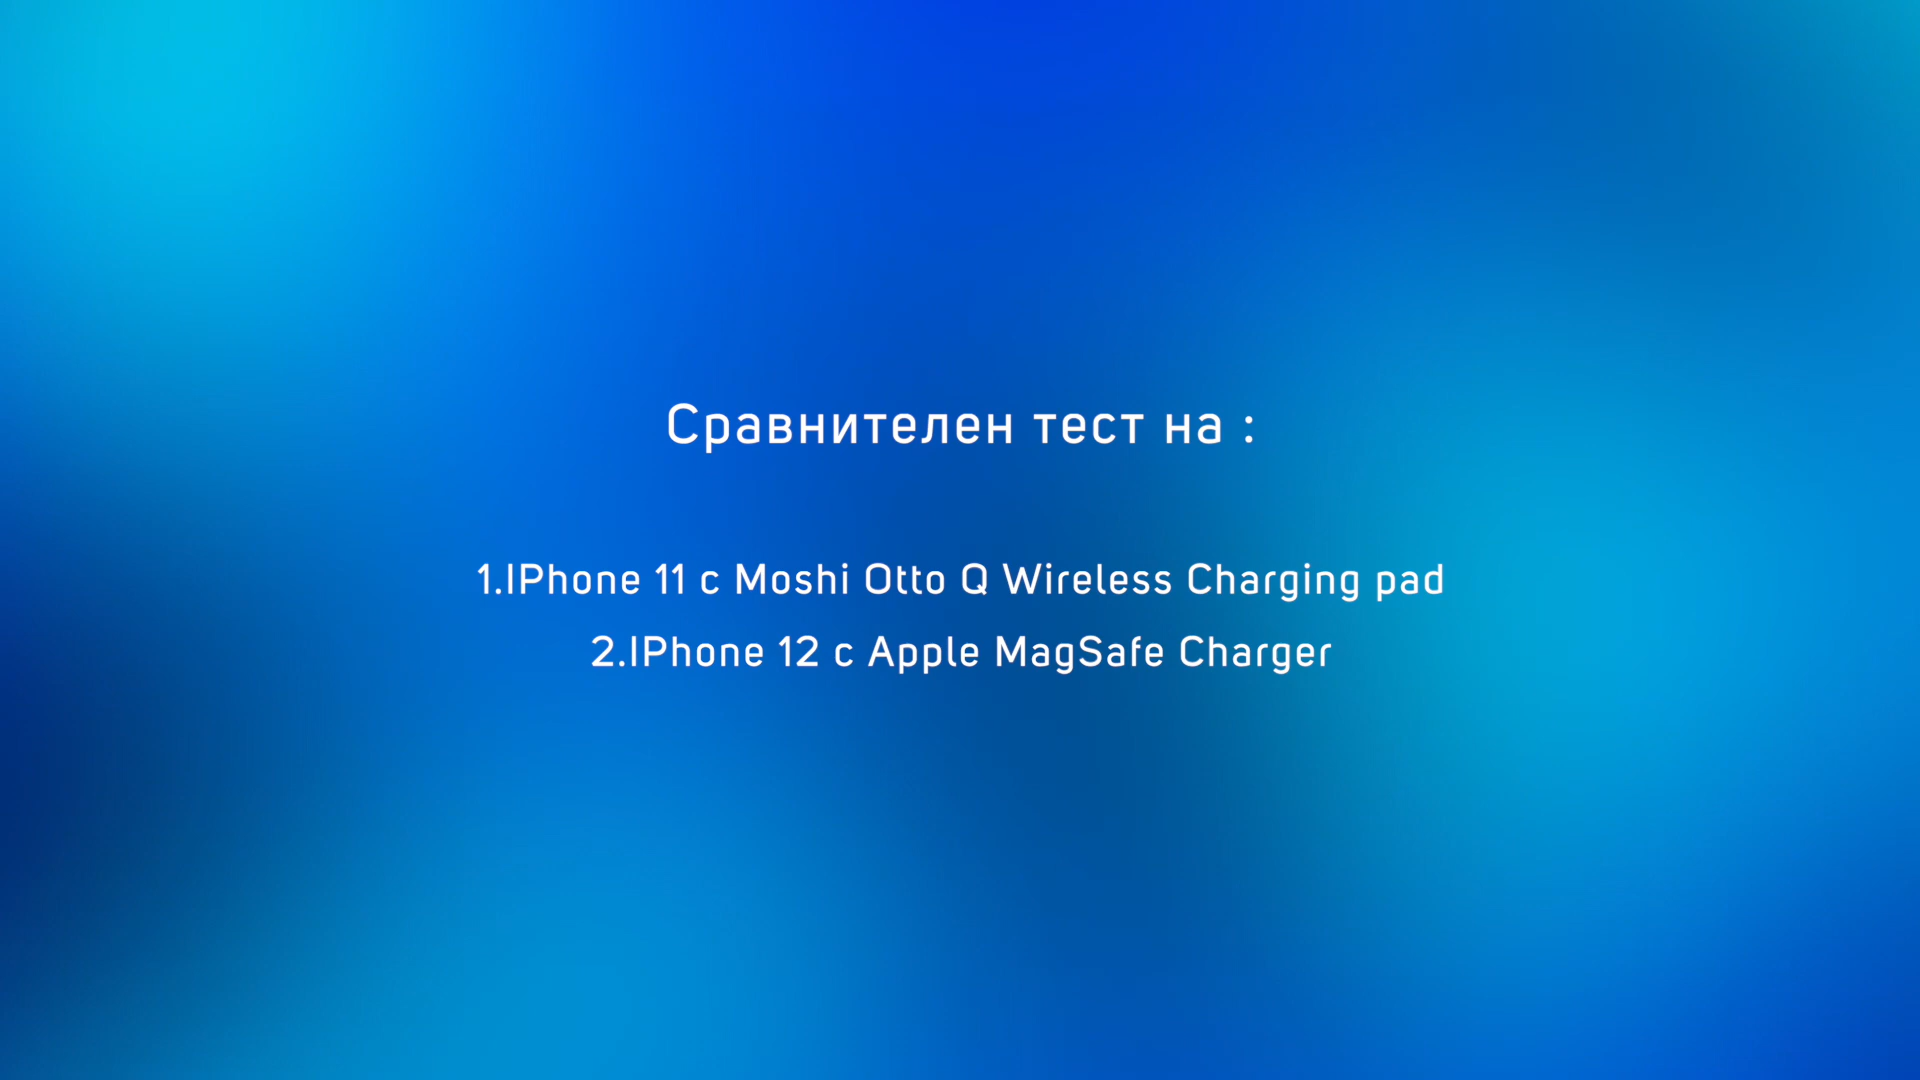 Сравнителен тест на :
1.IPhone 11 с Moshi Otto Q Wireless Charging pad
2.IPhone 12 с Apple MagSafe Charger